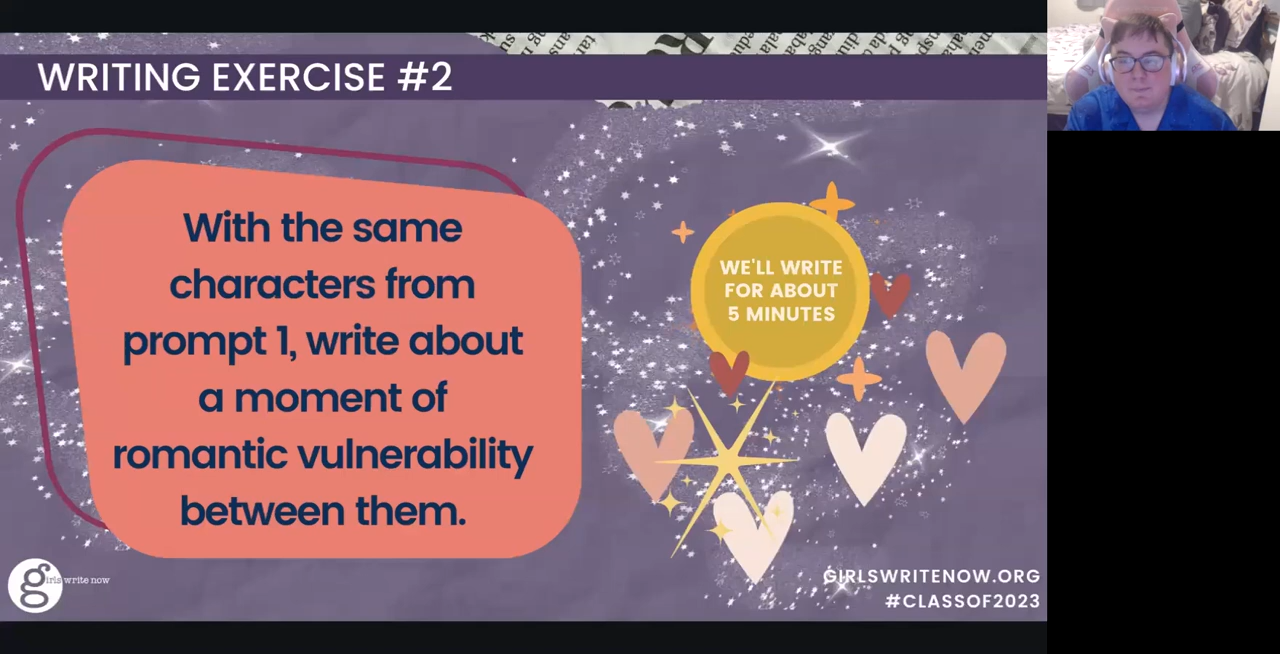 WRITING EXERCISE #2
With the same
characters from
prompt 1, write about
a moment of
romantic vulnerability
between them.
WE'LL WRITE
FOR ABOUT
5 MINUTES
girls write now
GIRLSWRITENOW.ORG
#CLASSOF2023